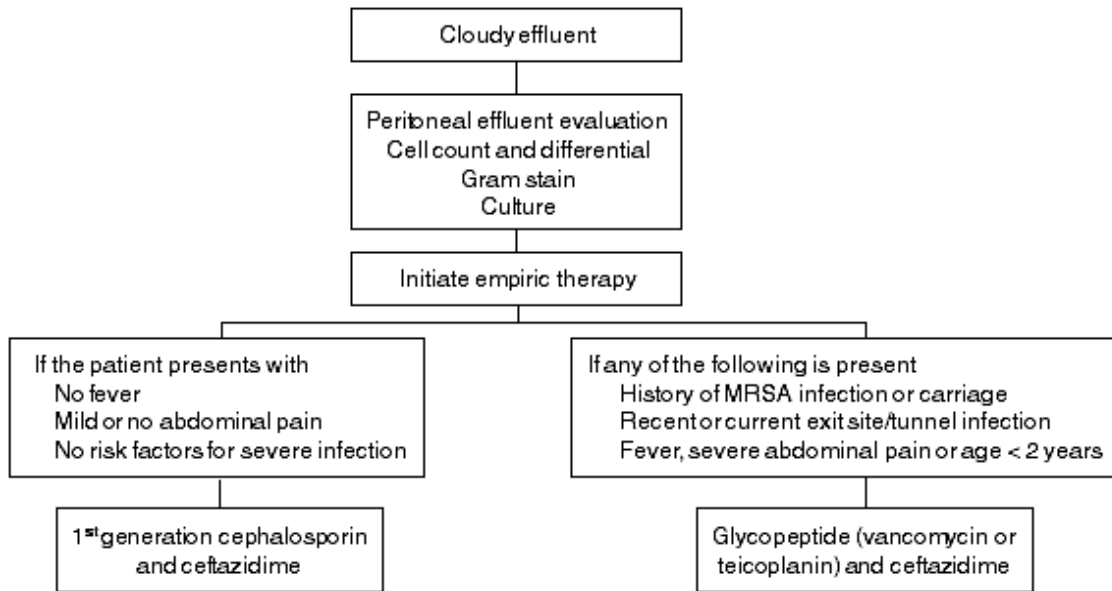 Cloudy effluent
Peritoneal effluent evaluation
Cell count and differential
Gram stain
Culture
Initiate empiric therapy
If the patient presents with
No fever
Mild or no abdominal pain
No risk factors for severe infection
If any of the following is present
History of MRSA infection or carriage
Recent or current exit site/tunnel infection
Fever, severe abdominal pain or age < 2 years
1st generation cephalosporin
and ceftazidime
Glycopeptide (vancomycin or
teicoplanin) and ceftazidime